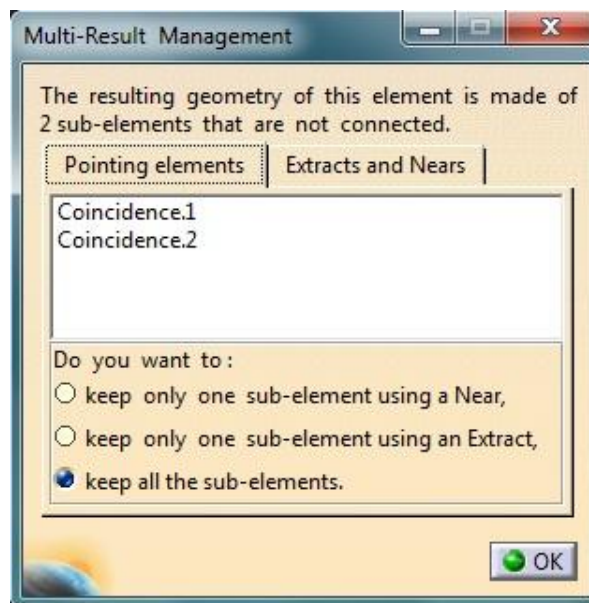 Multi-Result Management
The resulting geometry of this element is made of
2 sub-elements that are not connected.
Pointing elements
Extracts and Nears
Coincidence.1
Coincidence.2
Do you want to :
keep only one sub-element using a Near,
keep only one sub-element using an Extract,
keep all the sub-elements.
OK